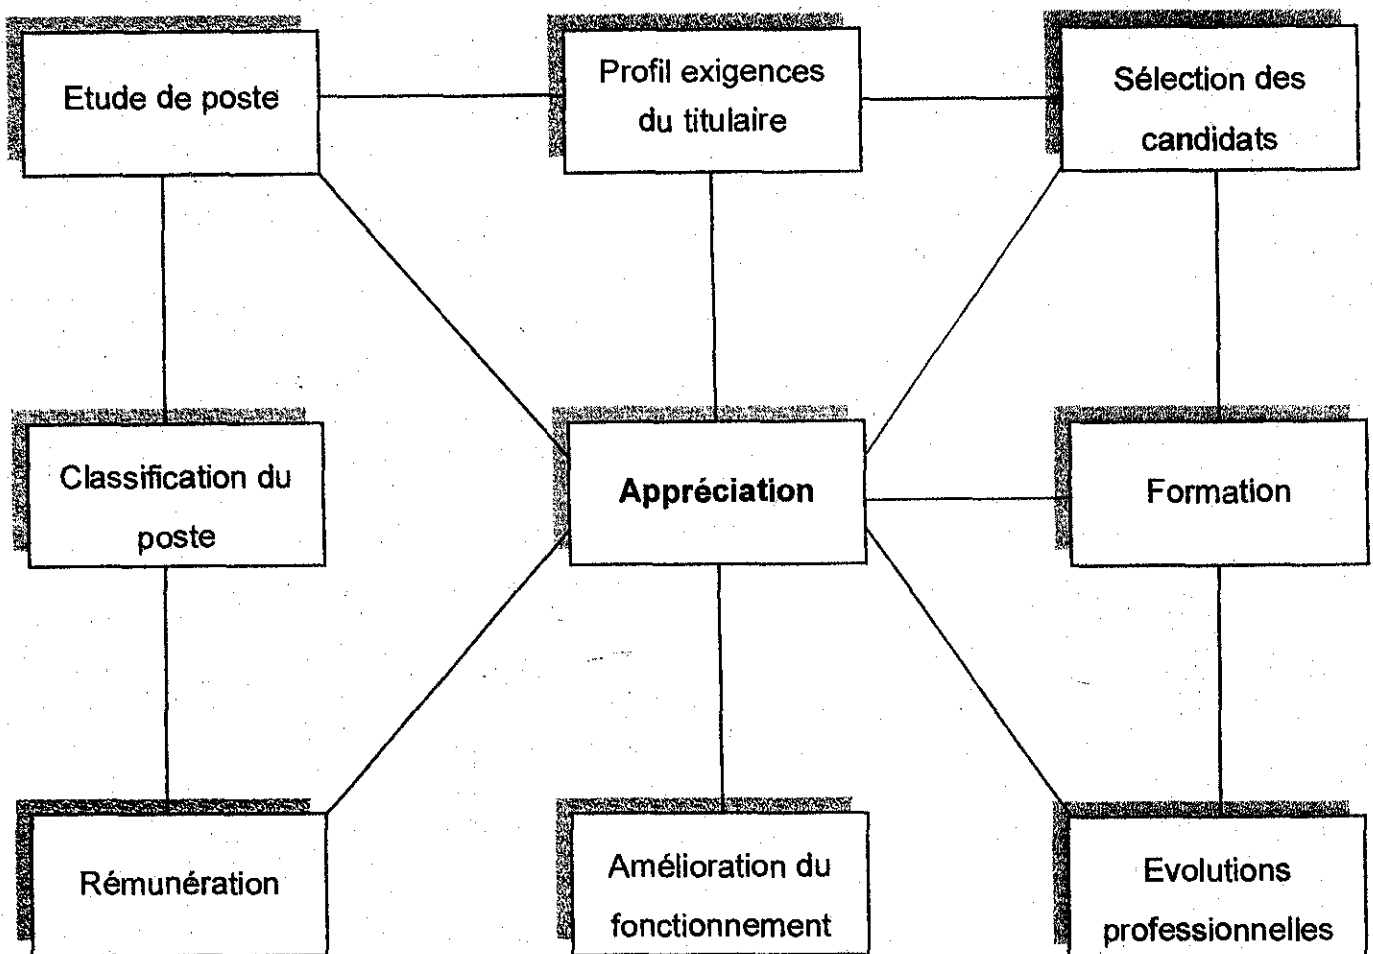 Etude de poste
Profil exigences
du titulaire
Sélection des
candidats
Classification du
poste
Appréciation
Formation
Rémunération
Amélioration du
fonctionnement
Evolutions
professionnelles